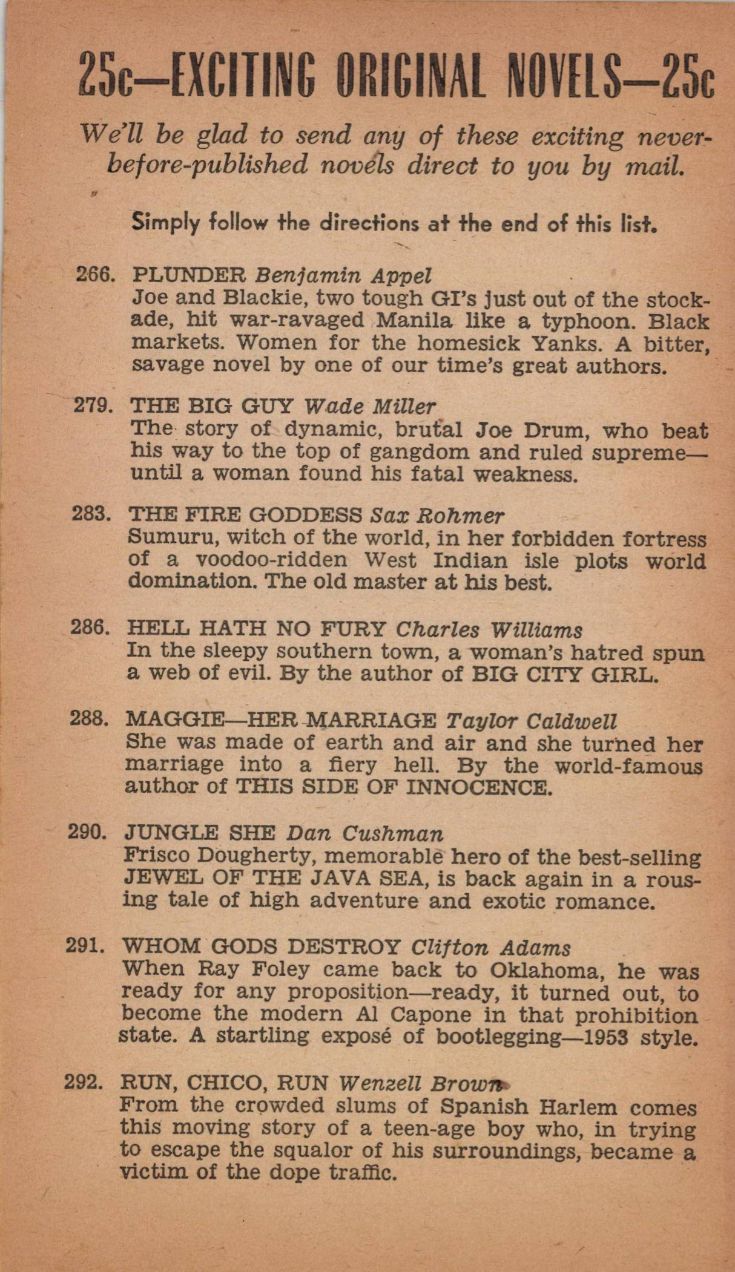 25c—EXCITING ORIGINAL NOVELS—25c
We'll be glad to send any of these exciting never-
before-published novels direct to you by mail.
Simply follow the directions at the end of this list.
266. PLUNDER Benjamin Appel
Joe and Blackie, two tough GI's just out of the stock-
ade, hit war-ravaged Manila like a typhoon. Black
markets. Women for the homesick Yanks. A bitter,
savage novel by one of our time's great authors.
279. THE BIG GUY Wade Miller
The story of dynamic, brutal Joe Drum, who beat
his way to the top of gangdom and ruled supreme—
until a woman found his fatal weakness.
283. THE FIRE GODDESS Sax Rohmer
Sumuru, witch of the world, in her forbidden fortress
of a voodoo-ridden West Indian isle plots world
domination. The old master at his best.
286. HELL HATH NO FURY Charles Williams
In the sleepy southern town, a woman's hatred spun
a web of evil. By the author of BIG CITY GIRL.
288. MAGGIE—HER MARRIAGE Taylor Caldwell
She was made of earth and air and she turned her
marriage into a fiery hell. By the world-famous
author of THIS SIDE OF INNOCENCE.
290. JUNGLE SHE Dan Cushman
Frisco Dougherty, memorable hero of the best-selling
JEWEL OF THE JAVA SEA, is back again in a rous-
ing tale of high adventure and exotic romance.
291. WHOM GODS DESTROY Clifton Adams
When Ray Foley came back to Oklahoma, he was
ready for any proposition—ready, it turned out, to
become the modern Al Capone in that prohibition
state. A startling exposé of bootlegging—1953 style.
292. RUN, CHICO, RUN Wenzell Brown
From the crowded slums of Spanish Harlem comes
this moving story of a teen-age boy who, in trying
to escape the squalor of his surroundings, became a
victim of the dope traffic.